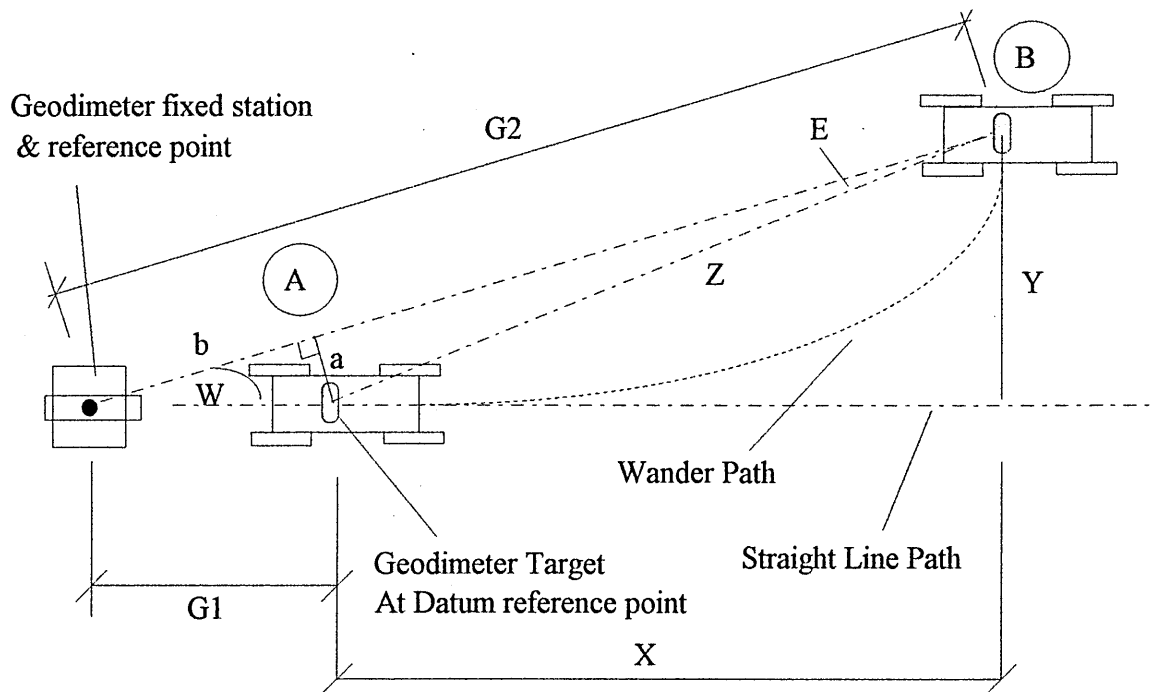 B
Geodimeter fixed station
& reference point
G2
E
A
Z
Y
b
a
W
Wander Path
Straight Line Path
Geodimeter Target
At Datum reference point
G1
X